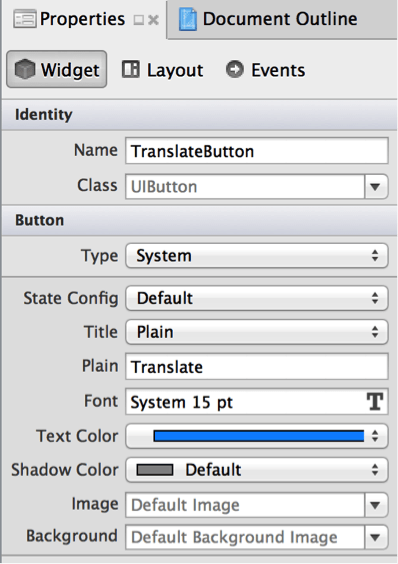 Properties Document Outline
Widget Layout Events
Identity
Name TranslateButton
Class UIButton
Button
Type System
State Config Default
Title Plain
Plain Translate
Font System 15 pt T
Text Color
Shadow Color Default
Image Default Image
Background Default Background Image